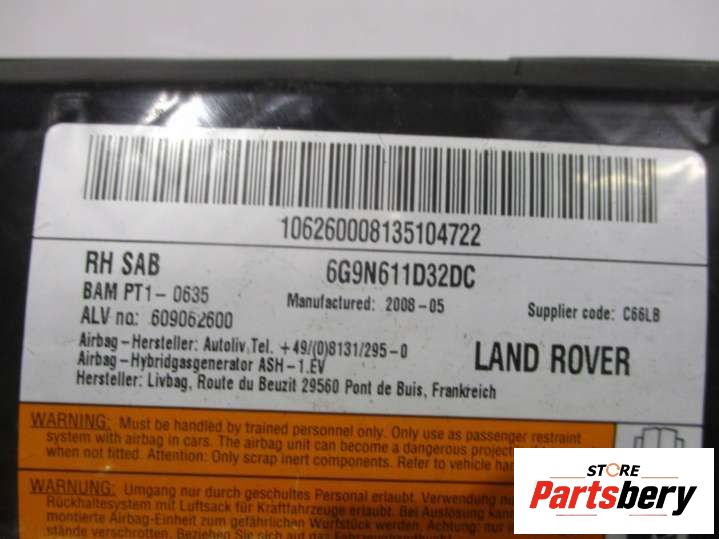 106260008135104722
RH SAB
6G9N611D32DC
BAM PT1- 0635
Manufactured: 2008-05
Supplier code: C66LB
ALV no: 609062600
Airbag-Hersteller: Autoliv,Tel. +49/(0)8131/295-0
Airbag-Hybridgasgenerator ASH-1.EV
LAND ROVER
Hersteller: Livbag, Route du Beuzit 29560 Pont de Buis, Frankreich
WARNING: Must be handled by trained personnel only. Only use as passenger restraint
system with airbag in cars. The airbag unit can become a dangerous
when not fitted. Attention: Only scrap inert components. Refer to vehicle
WARNUNG: Umgang nur durch geschultes Personal erlaubt. Verwendung
Rückhaltesystem mit Luftsack für Kraftfahrzeuge erlaubt. Bei Auslösung kann
montierte Airbag-Einheit zum gefährlichen Wurfstück werden. Achtung: nur
stände verschrotten.
STORE
Partsbery